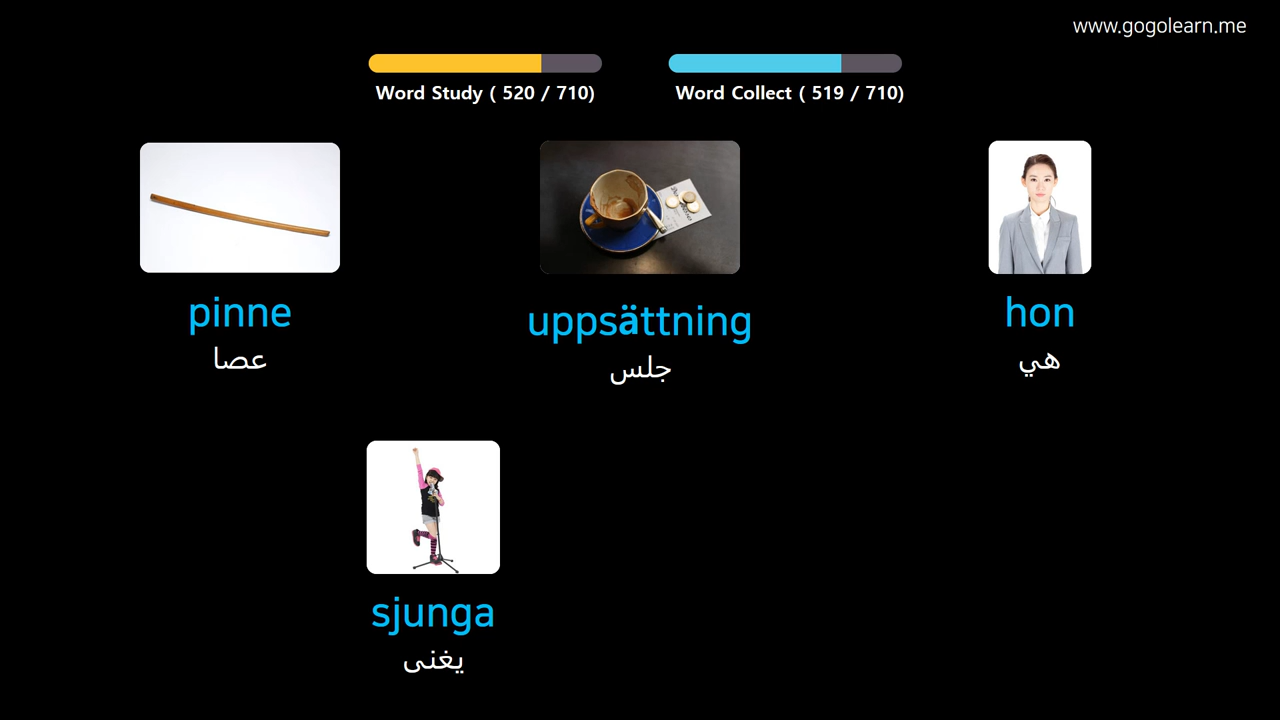 www.gogolearn.me
Word Study ( 520 / 710)
Word Collect ( 519 / 710)
pinne
عصا
uppsättning
جلس
hon
هي
sjunga
يغنى